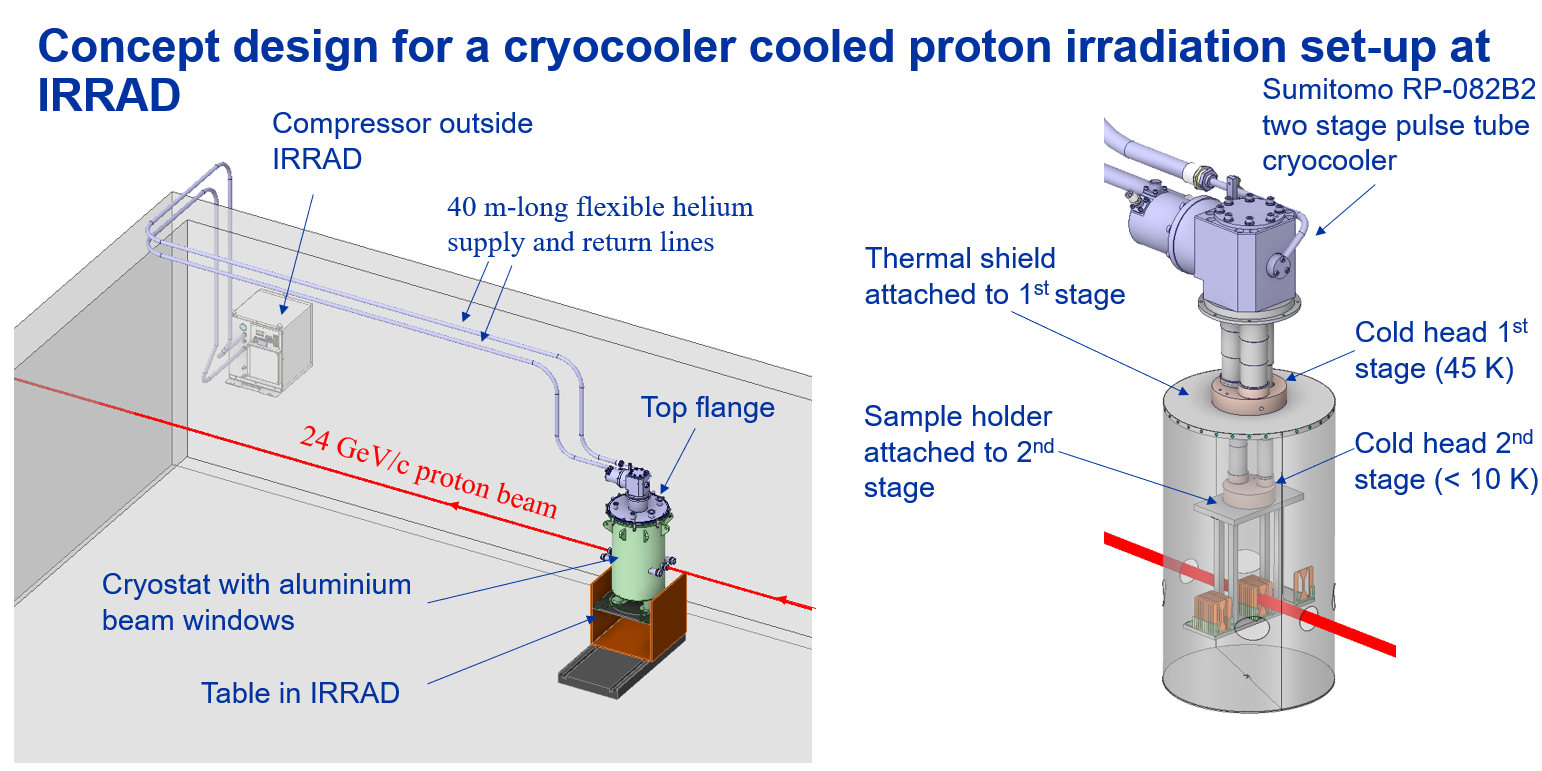 Concept design for a cryocooler cooled proton irradiation set-up at
IRRAD
Compressor outside
IRRAD
40 m-long flexible helium
supply and return lines
Top flange
24 GeV/c proton beam
Cryostat with aluminium
beam windows
Table in IRRAD
Sumitomo RP-082B2
two stage pulse tube
cryocooler
Thermal shield
attached to 1st stage
Cold head 1st
stage (45 K)
Sample holder
attached to 2nd
stage
Cold head 2nd
stage (< 10 K)